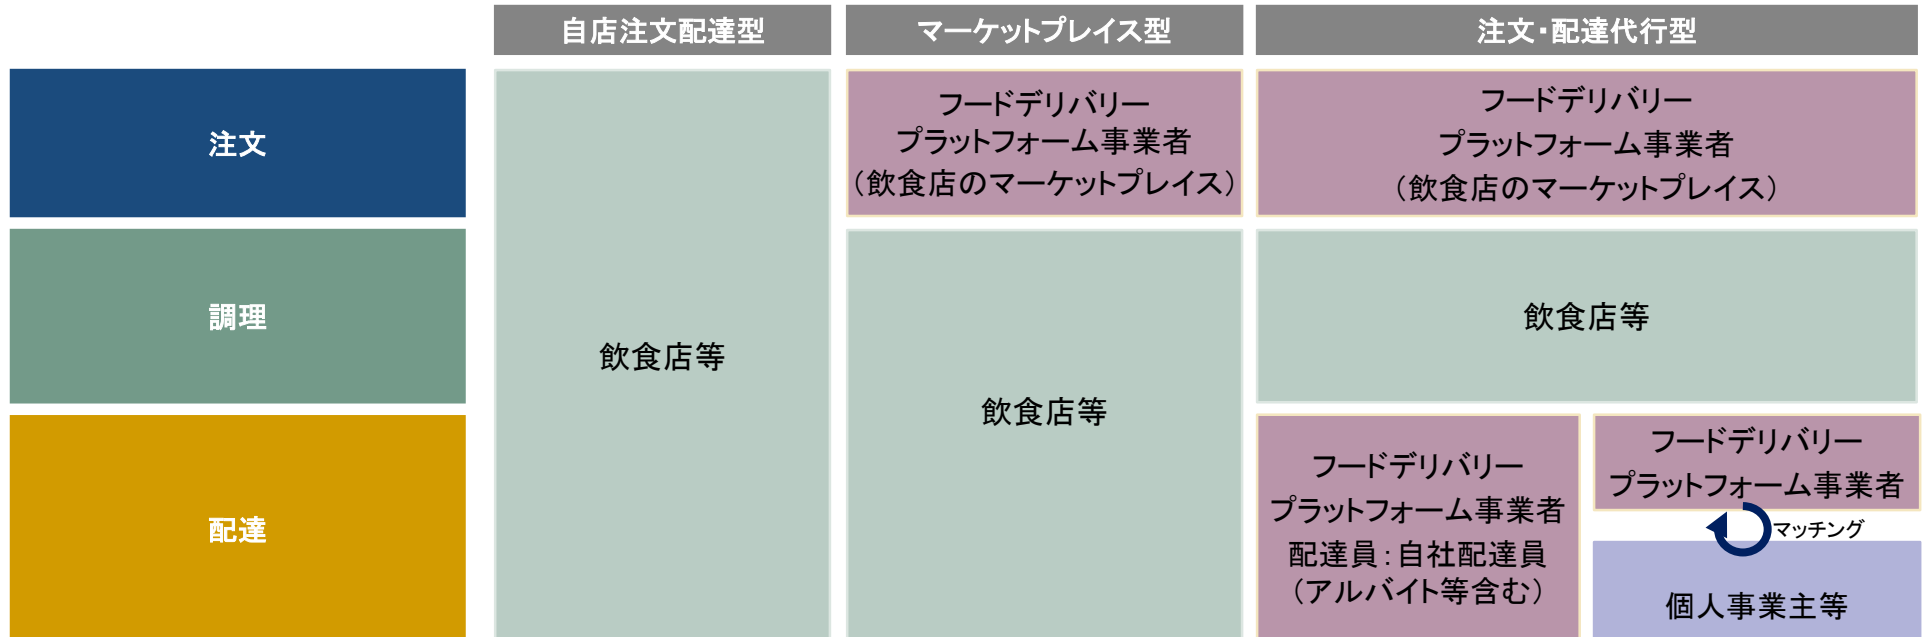 自店注文配達型
マーケットプレイス型
注文・配達代行型
注文
フードデリバリー
プラットフォーム事業者
（飲食店のマーケットプレイス）
フードデリバリー
プラットフォーム事業者
（飲食店のマーケットプレイス）
調理
飲食店等
飲食店等
飲食店等
配達
フードデリバリー
プラットフォーム事業者
配達員：自社配達員
（アルバイト等含む）
フードデリバリー
プラットフォーム事業者
マッチング
個人事業主等